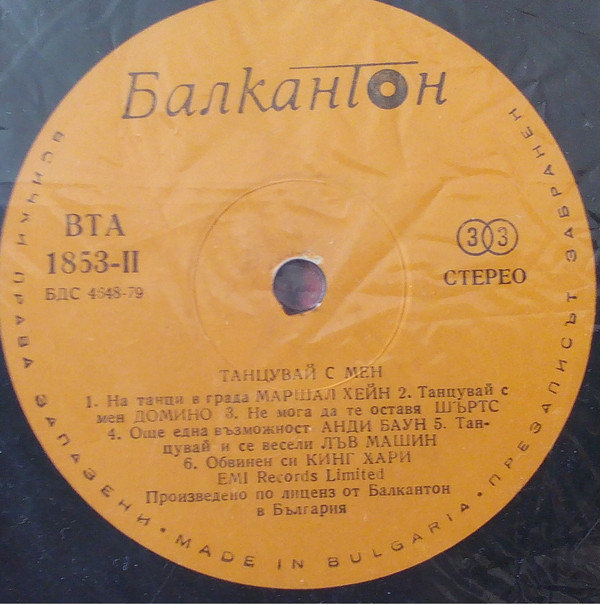 Балкантон
ВТА
1853-II
БДС 4648-79
33
СТЕРЕО
ТАНЦУВАЙ С МЕН
1. На танци в града МАРШАЛ ХЕЙН 2. Танцувай с
мен ДОМИНО 3. Не мога да те оставя ШЪРТС
4. Още една възможност АНДИ БАУН 5. Тан-
цувай и се весели ЛЪВ МАШИН
6. Обвинен си КИНГ ХАРИ
EMI Records Limited
Произведено по лиценз от Балкантон
в България
ВСИЧКИ ПРАВА ЗАПАЗЕНИ • MADE IN BULGARIA • ПРЕЗАПИСЪТ ЗАБРАНЕН